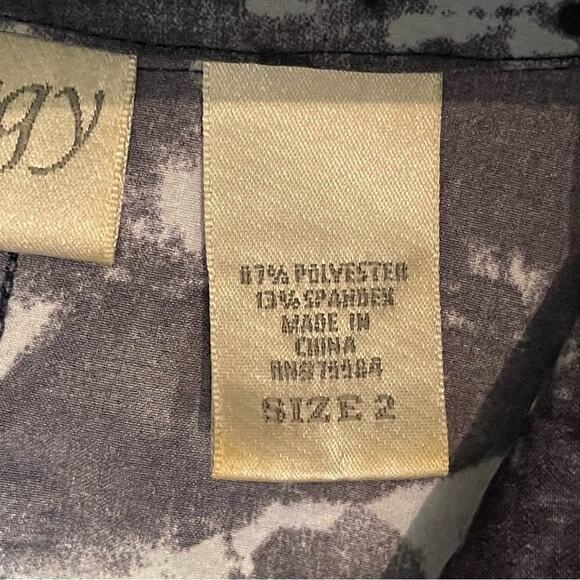 87% POLYESTER
13% SPANDEX
MADE IN
CHINA
SIZE 2